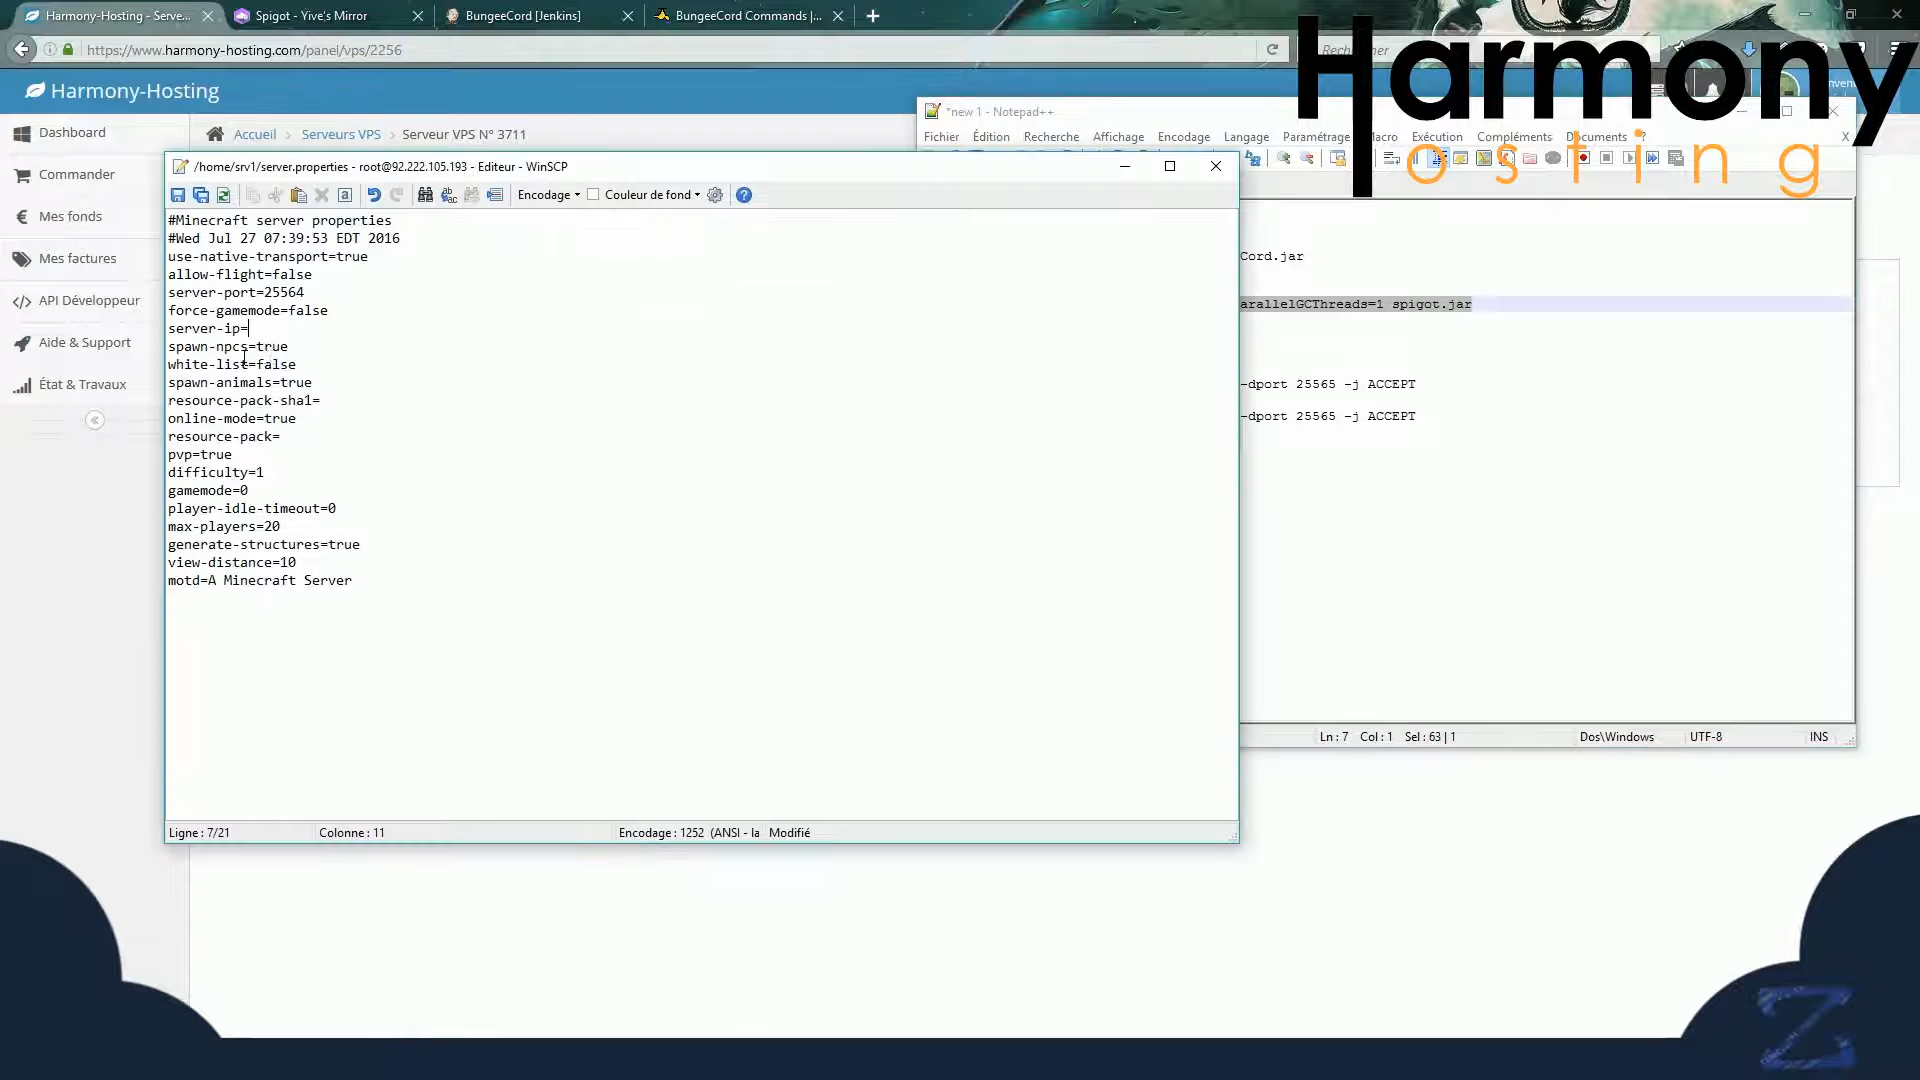 Harmony-Hosting - Serve...
Spigot - Yive's Mirror
BungeeCord [Jenkins]
BungeeCord Commands |...
https://www.harmony-hosting.com/panel/vps/2256
Rechercher
Harmony
Hosting
Harmony-Hosting
Dashboard
Commander
Mes fonds
Mes factures
API Développeur
Aide & Support
État & Travaux
Accueil > Serveurs VPS > Serveur VPS N° 3711
*new 1 - Notepad++
Fichier Édition Recherche Affichage Encodage Langage Paramétrage Macro Exécution Compléments Documents ?
X
/home/srv1/server.properties - root@92.222.105.193 - Editeur - WinSCP
Encodage Couleur de fond
#Minecraft server properties
#Wed Jul 27 07:39:53 EDT 2016
use-native-transport=true
allow-flight=false
server-port=25564
force-gamemode=false
server-ip=
spawn-npcs=true
white-list=false
spawn-animals=true
resource-pack-sha1=
online-mode=true
resource-pack=
pvp=true
difficulty=1
gamemode=0
player-idle-timeout=0
max-players=20
generate-structures=true
view-distance=10
motd=A Minecraft Server
Ligne : 7/21 Colonne : 11 Encodage : 1252 (ANSI - la Modifié
Cord.jar
arallelGCThreads=1 spigot.jar
-dport 25565 -j ACCEPT
-dport 25565 -j ACCEPT
Ln : 7 Col : 1 Sel : 63 | 1 Dos\Windows UTF-8 INS
Z